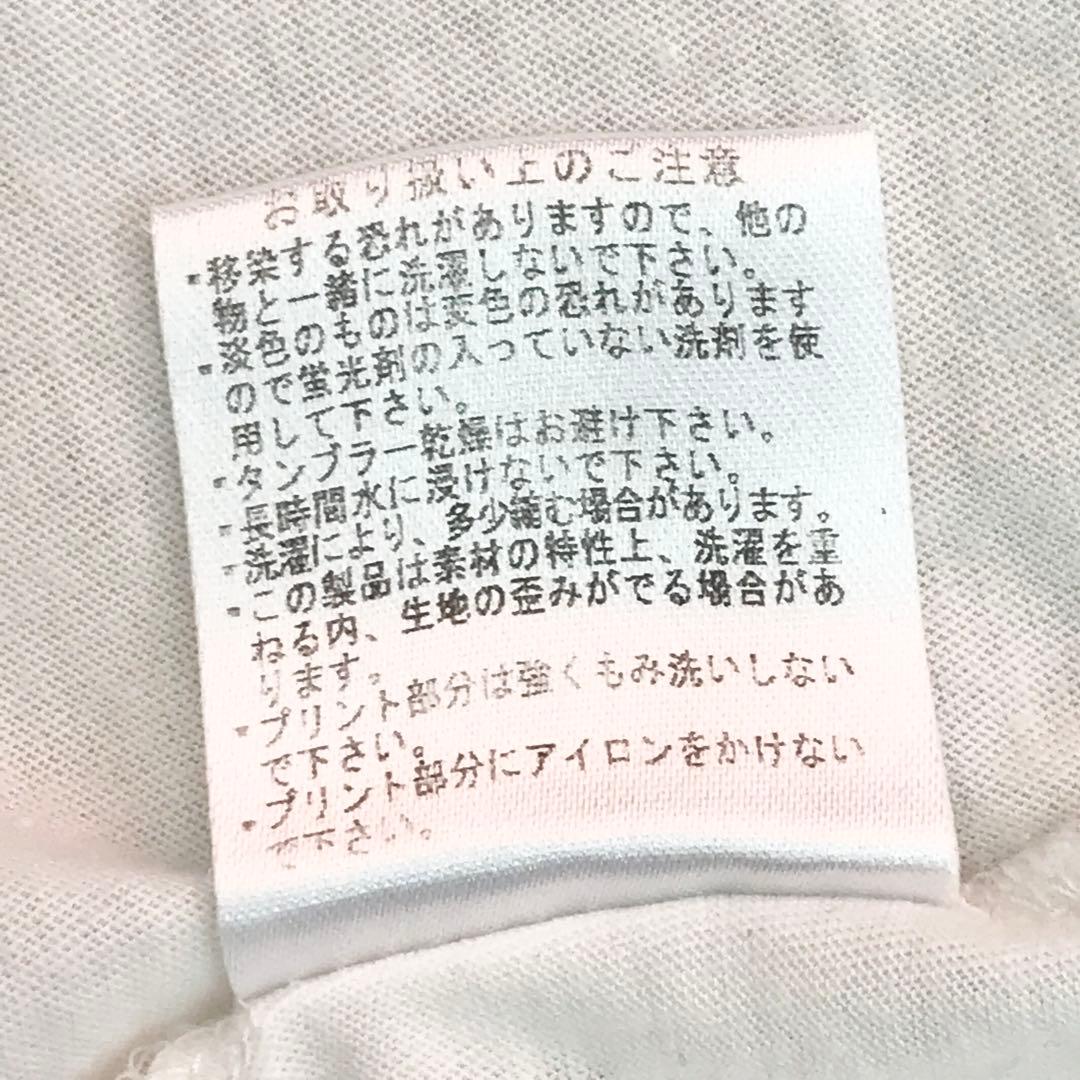 お取り扱い上のご注意
・移染する恐れがありますので、他の
物と一緒に洗濯しないで下さい。
・淡色のものは変色の恐れがあります
ので蛍光剤の入っていない洗剤を使
用して下さい。
・タンブラー乾燥はお避け下さい。
・長時間水に浸けないで下さい。
・洗濯により、多少縮む場合があります。
・この製品は素材の特性上、洗濯を重
ねる内、生地の歪みがでる場合があ
ります。
・プリント部分は強くもみ洗いしない
で下さい。
・プリント部分にアイロンをかけない
で下さい。